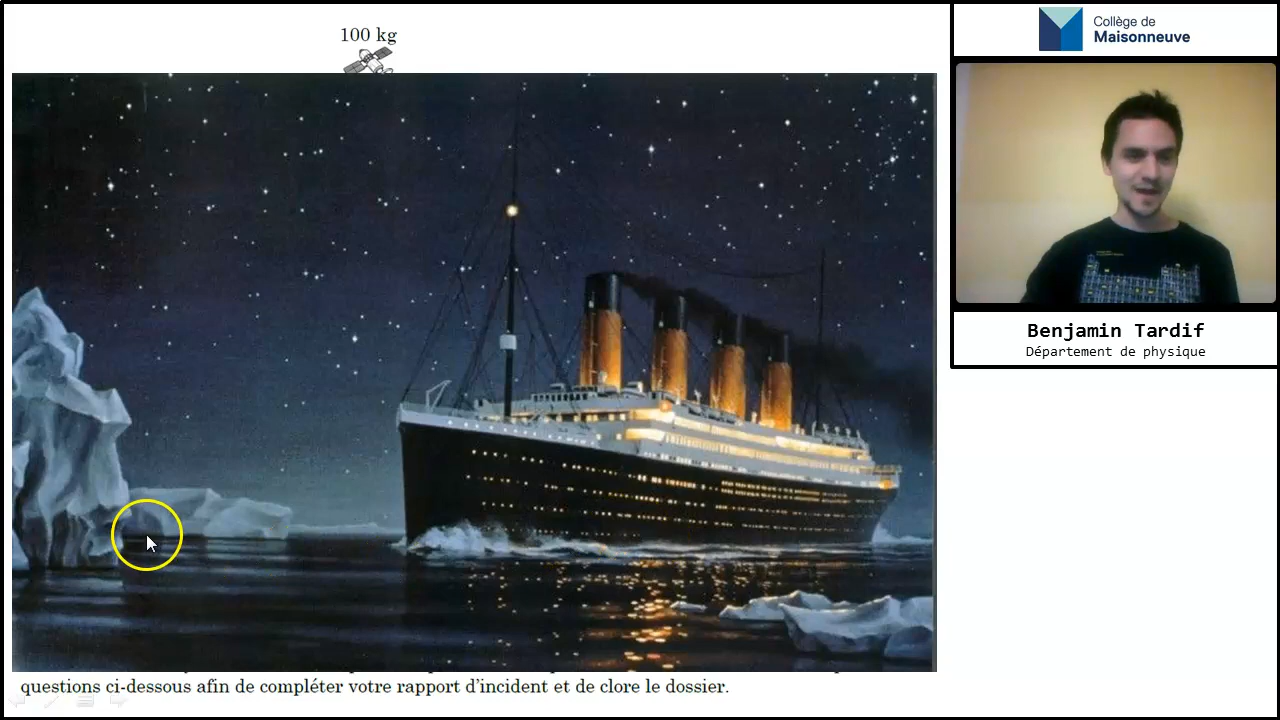 100 kg
Collège de
Maisonneuve
Benjamin Tardif
Département de physique
questions ci-dessous afin de compléter votre rapport d'incident et de clore le dossier.